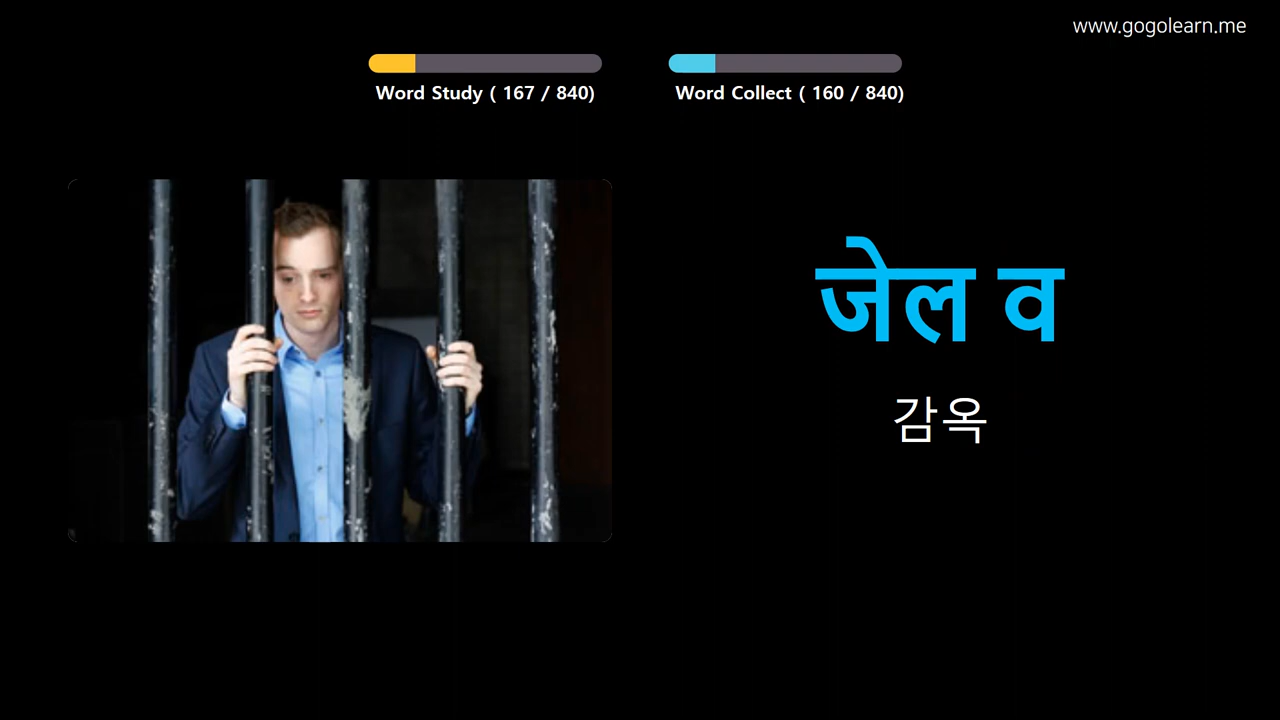 www.gogolearn.me
Word Study ( 167 / 840)
Word Collect ( 160 / 840)
जेल व
감옥